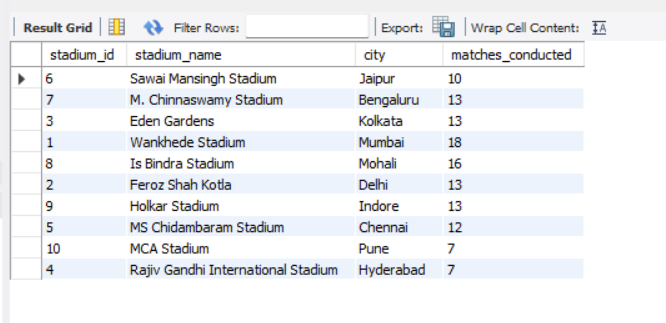 Result Grid Filter Rows: Export: Wrap Cell Content: IA
stadium_id stadium_name city matches_conducted
6 Sawai Mansingh Stadium Jaipur 10
7 M. Chinnaswamy Stadium Bengaluru 13
3 Eden Gardens Kolkata 13
1 Wankhede Stadium Mumbai 18
8 Is Bindra Stadium Mohali 16
2 Feroz Shah Kotla Delhi 13
9 Holkar Stadium Indore 13
5 MS Chidambaram Stadium Chennai 12
10 MCA Stadium Pune 7
4 Rajiv Gandhi International Stadium Hyderabad 7